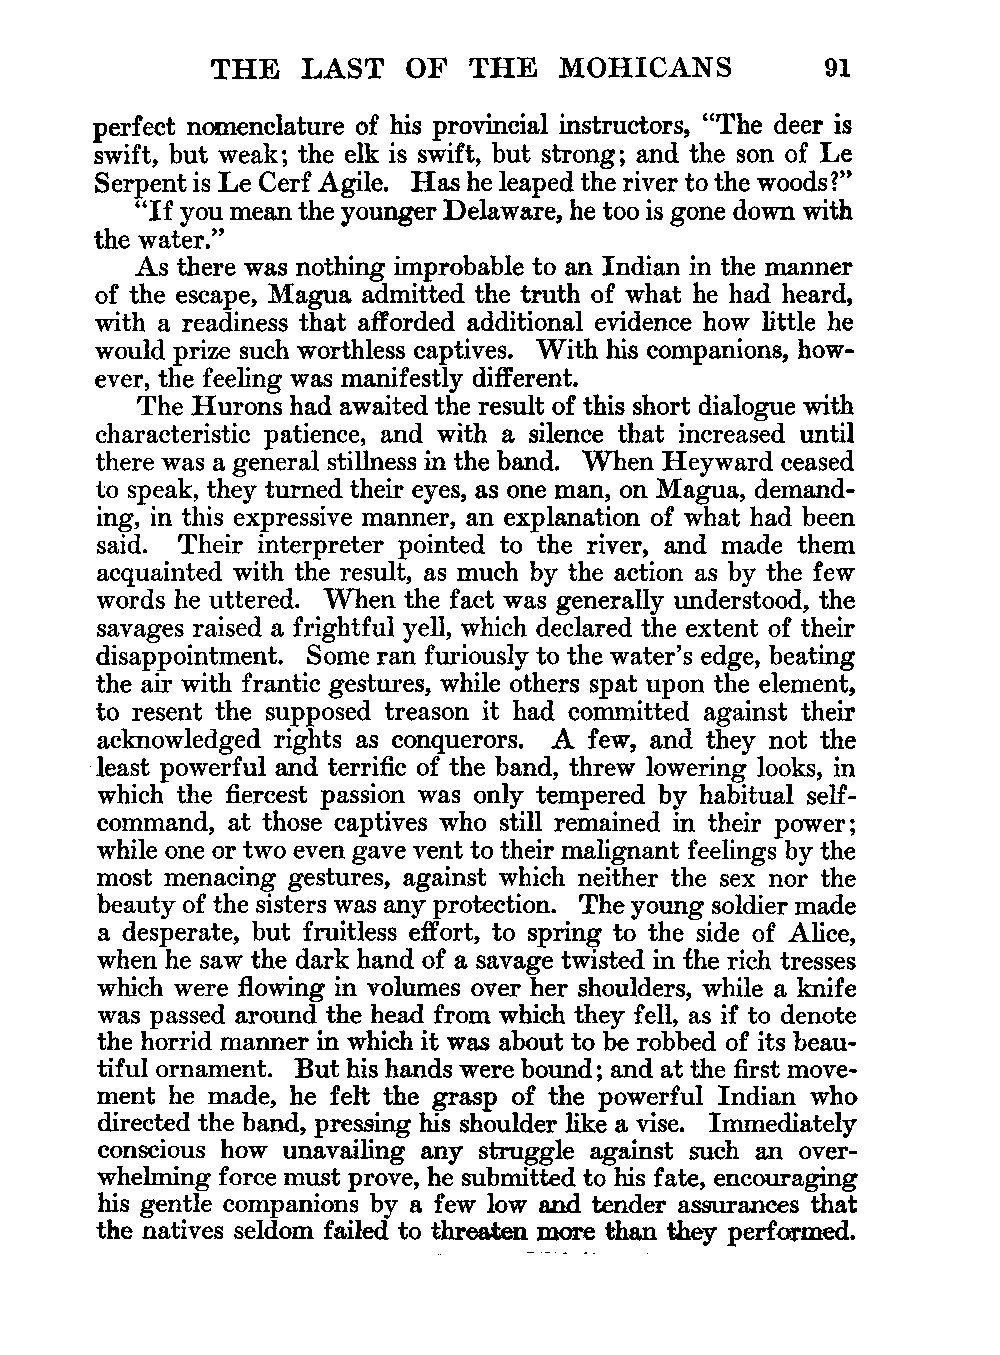 THE LAST OF THE MOHICANS 91
perfect nomenclature of his provincial instructors, “The deer is
swift, but weak; the elk is swift, but strong; and the son of Le
Serpent is Le Cerf Agile. Has he leaped the river to the woods?”
“If you mean the younger Delaware, he too is gone down with
the water.”
As there was nothing improbable to an Indian in the manner
of the escape, Magua admitted the truth of what he had heard,
with a readiness that afforded additional evidence how little he
would prize such worthless captives. With his companions, how-
ever, the feeling was manifestly different.
The Hurons had awaited the result of this short dialogue with
characteristic patience, and with a silence that increased until
there was a general stillness in the band. When Heyward ceased
to speak, they turned their eyes, as one man, on Magua, demand-
ing, in this expressive manner, an explanation of what had been
said. Their interpreter pointed to the river, and made them
acquainted with the result, as much by the action as by the few
words he uttered. When the fact was generally understood, the
savages raised a frightful yell, which declared the extent of their
disappointment. Some ran furiously to the water’s edge, beating
the air with frantic gestures, while others spat upon the element,
to resent the supposed treason it had committed against their
acknowledged rights as conquerors. A few, and they not the
least powerful and terrific of the band, threw lowering looks, in
which the fiercest passion was only tempered by habitual self-
command, at those captives who still remained in their power;
while one or two even gave vent to their malignant feelings by the
most menacing gestures, against which neither the sex nor the
beauty of the sisters was any protection. The young soldier made
a desperate, but fruitless effort, to spring to the side of Alice,
when he saw the dark hand of a savage twisted in the rich tresses
which were flowing in volumes over her shoulders, while a knife
was passed around the head from which they fell, as if to denote
the horrid manner in which it was about to be robbed of its beau-
tiful ornament. But his hands were bound; and at the first move-
ment he made, he felt the grasp of the powerful Indian who
directed the band, pressing his shoulder like a vise. Immediately
conscious how unavailing any struggle against such an over-
whelming force must prove, he submitted to his fate, encouraging
his gentle companions by a few low and tender assurances that
the natives seldom failed to threaten more than they performed.